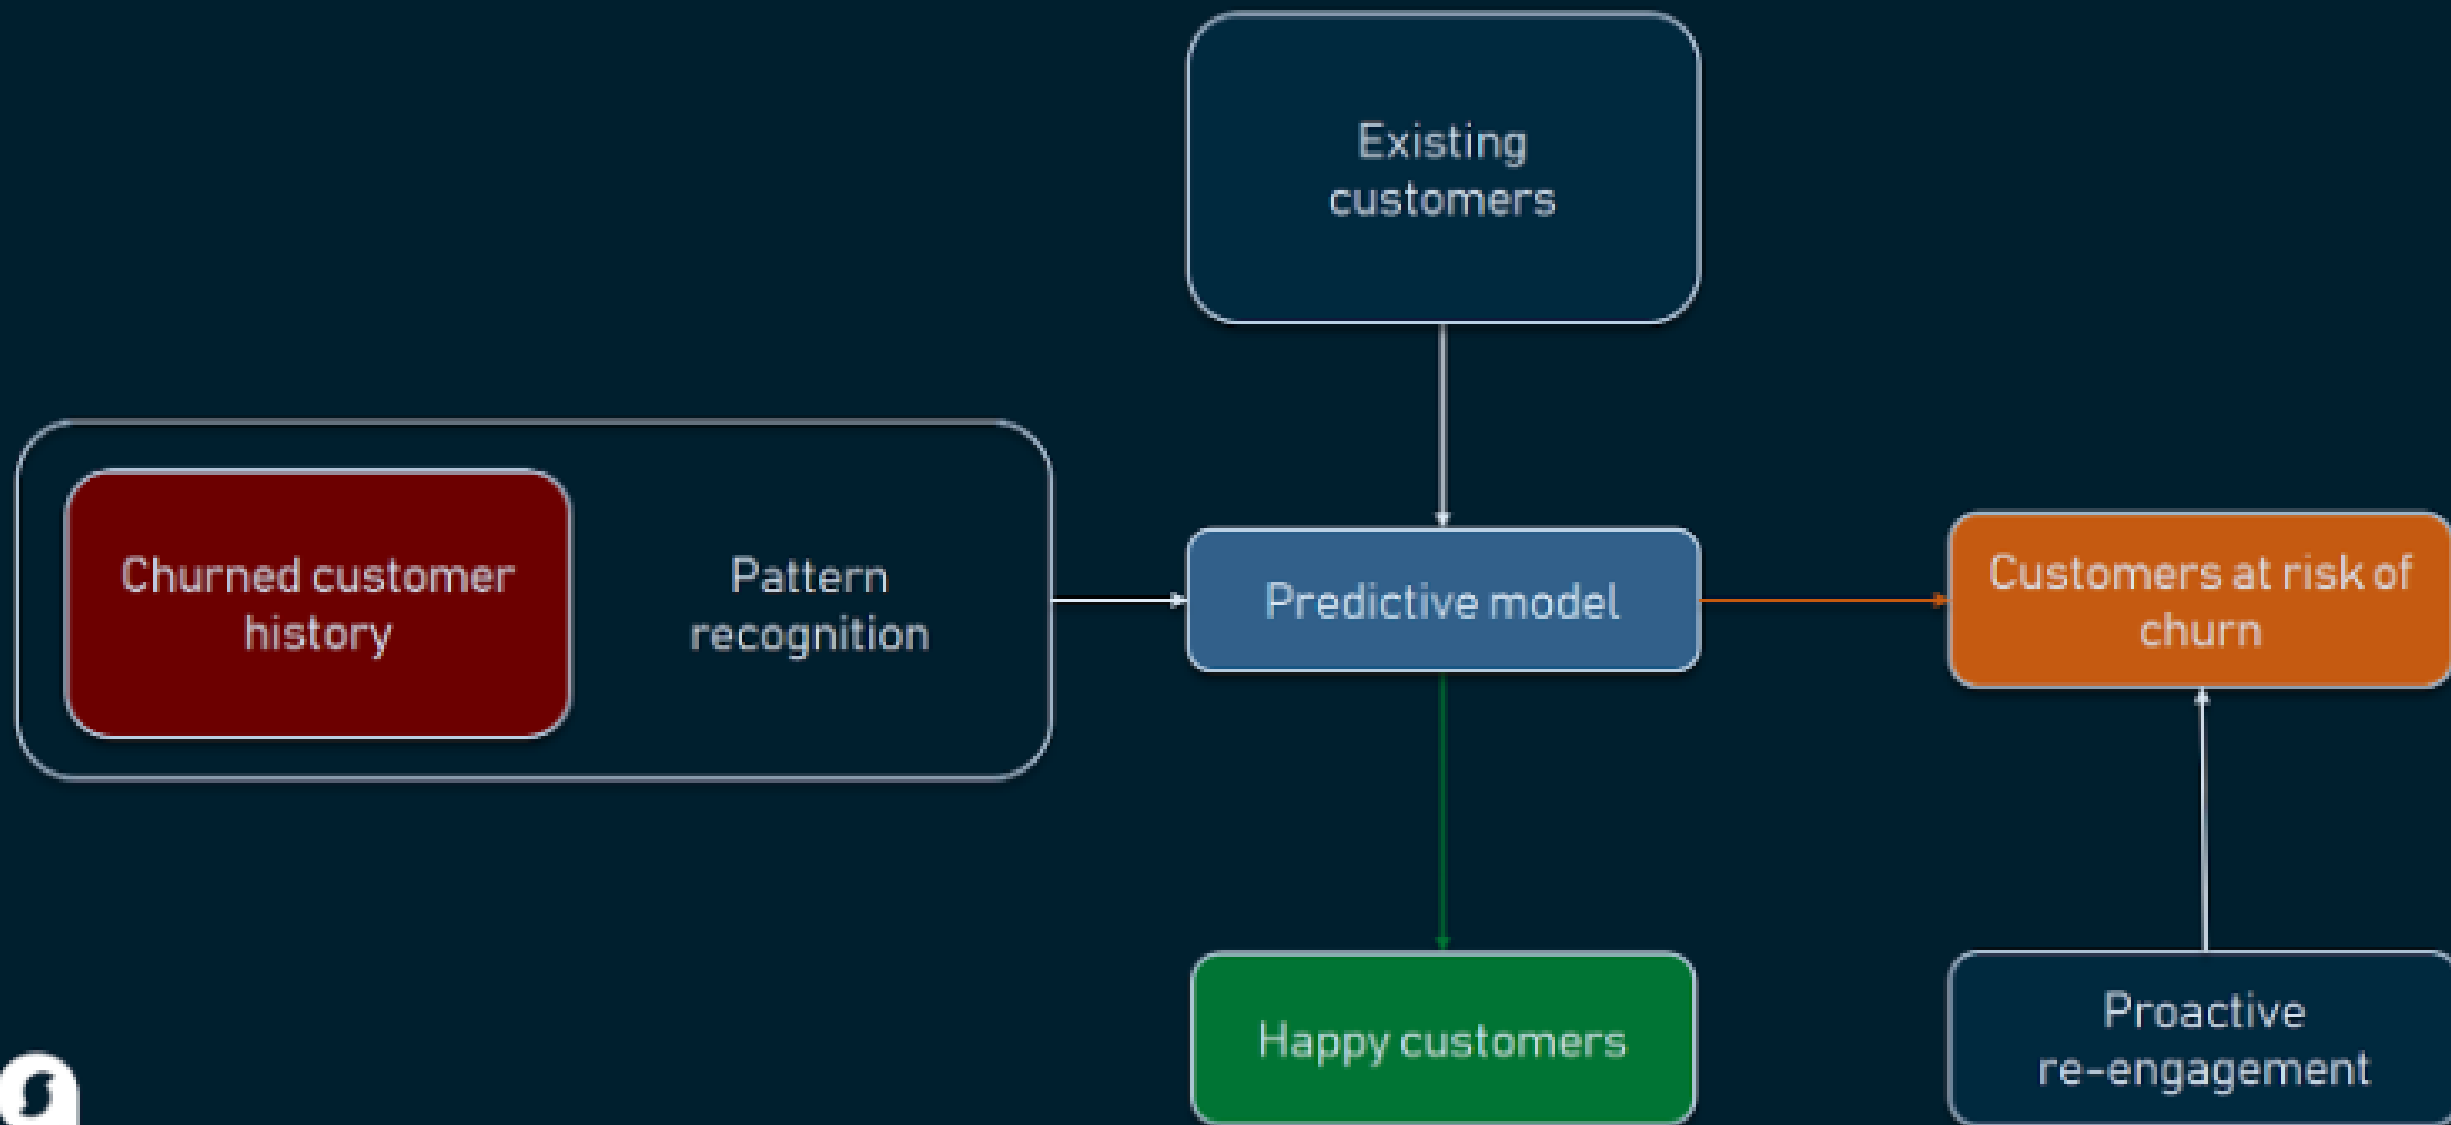 Existing
customers
Churned customer
history
Pattern
recognition
Predictive model
Customers at risk of
churn
Happy customers
Proactive
re-engagement